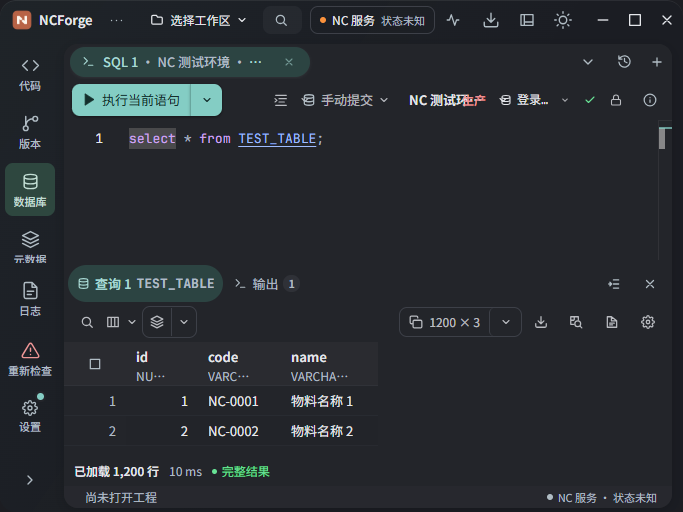 NCForge
···
选择工作区
NC 服务 状态未知
代码
版本
数据库
元数据
日志
重新检查
设置
SQL 1 • NC 测试环境 • ···
执行当前语句
手动提交
NC 测试环
生产
登录...
1 select * from TEST_TABLE;
查询 1 TEST_TABLE
输出 1
1200 × 3
id code name
NU··· VARC··· VARCHA···
1 1 NC-0001 物料名称 1
2 2 NC-0002 物料名称 2
已加载 1,200 行 10 ms • 完整结果
尚未打开工程
NC 服务 • 状态未知